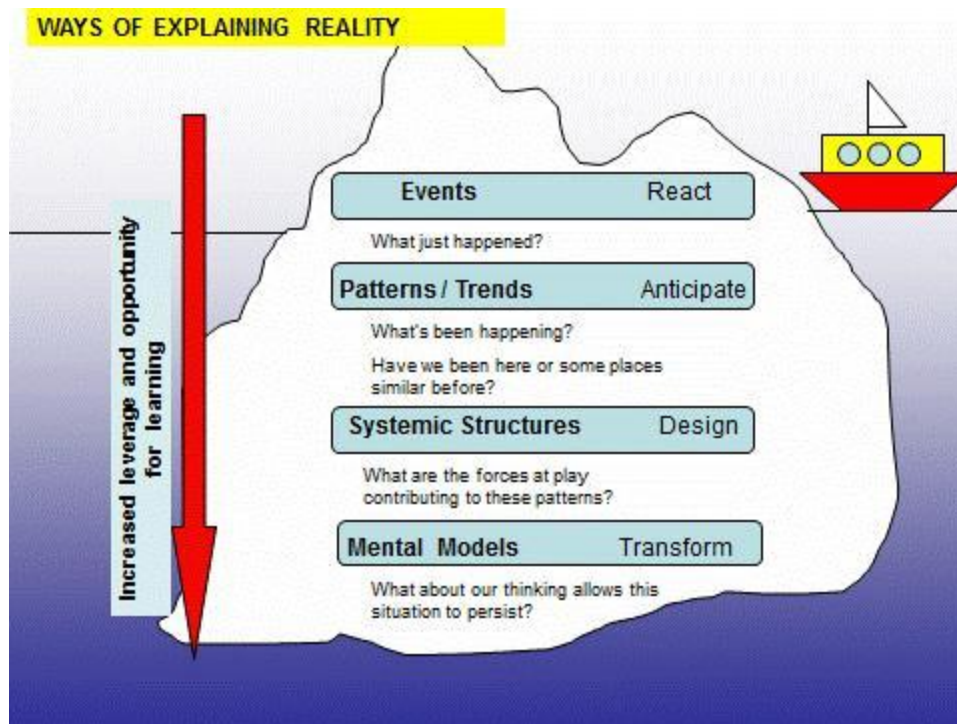 WAYS OF EXPLAINING REALITY
Events React
What just happened?
Patterns / Trends Anticipate
What's been happening?
Have we been here or some places
similar before?
Systemic Structures Design
What are the forces at play
contributing to these patterns?
Mental Models Transform
What about our thinking allows this
situation to persist?
Increased leverage and opportunity
for learning